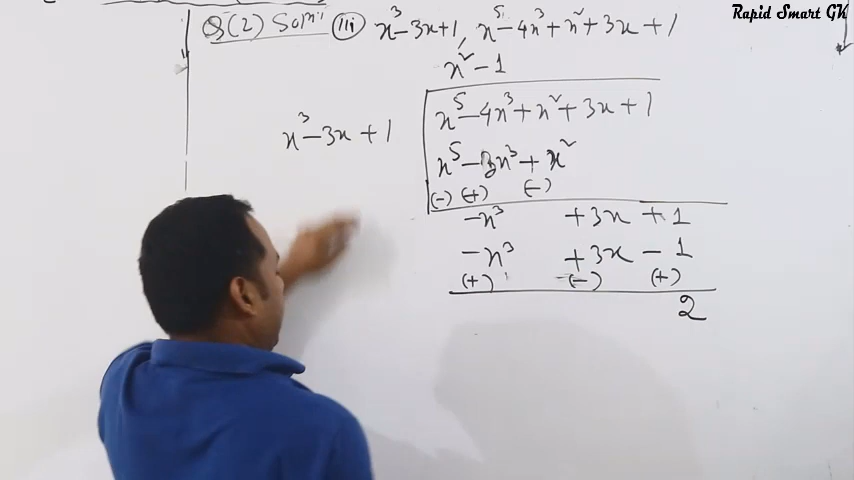 Rapid Smart GK
Q(2) Solnⁱ (iii) x³-3x+1, x⁵-4x³+x²+3x+1
x²-1
x⁵-4x³+x²+3x+1
x³-3x+1
x⁵-3x³+x²
(-) (+) (-)
-x³ +3x+1
-x³ +3x-1
(+) (-) (+)
2